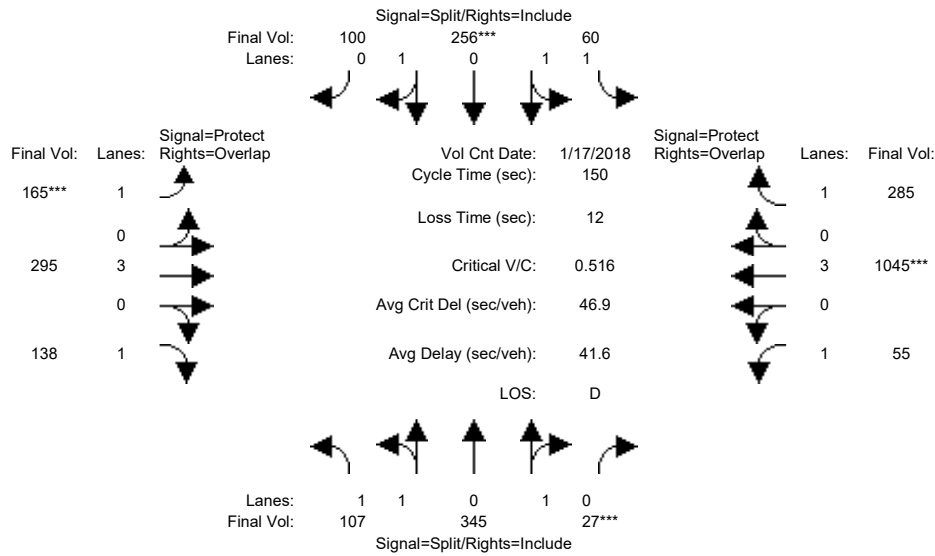 Signal=Split/Rights=Include
Final Vol: 100 256*** 60
Lanes: 0 1 0 1 1
Signal=Protect
Final Vol: Lanes: Rights=Overlap
Vol Cnt Date: 1/17/2018
Signal=Protect
Rights=Overlap Lanes: Final Vol:
Cycle Time (sec): 150
165*** 1
1 285
Loss Time (sec): 12
0
0
295 3
Critical V/C: 0.516
3 1045***
0
Avg Crit Del (sec/veh): 46.9
0
138 1
Avg Delay (sec/veh): 41.6
1 55
LOS: D
Lanes: 1 1 0 1 0
Final Vol: 107 345 27***
Signal=Split/Rights=Include